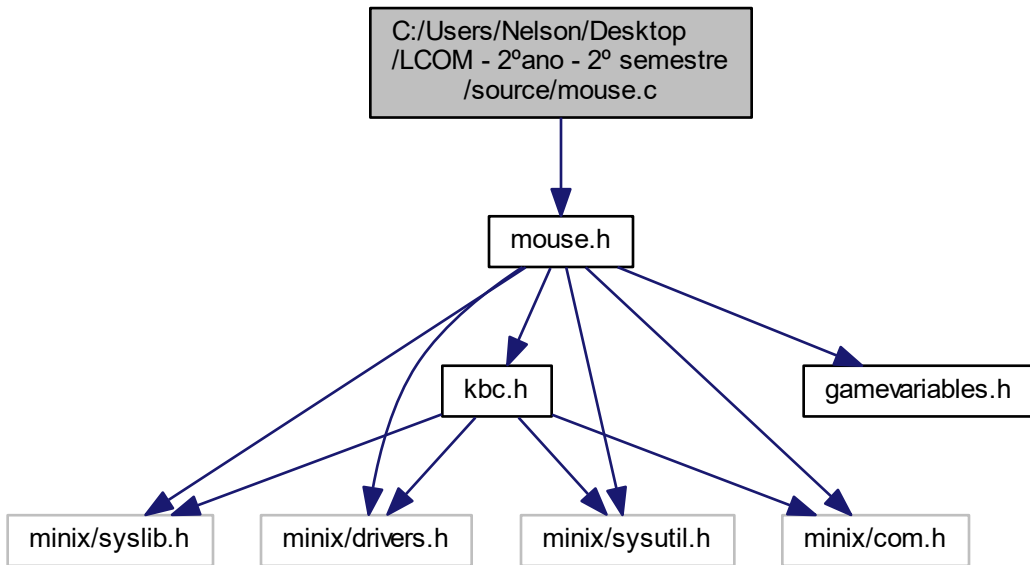 C:/Users/Nelson/Desktop
/LCOM - 2ºano - 2º semestre
/source/mouse.c
mouse.h
kbc.h
gamevariables.h
minix/syslib.h
minix/drivers.h
minix/sysutil.h
minix/com.h